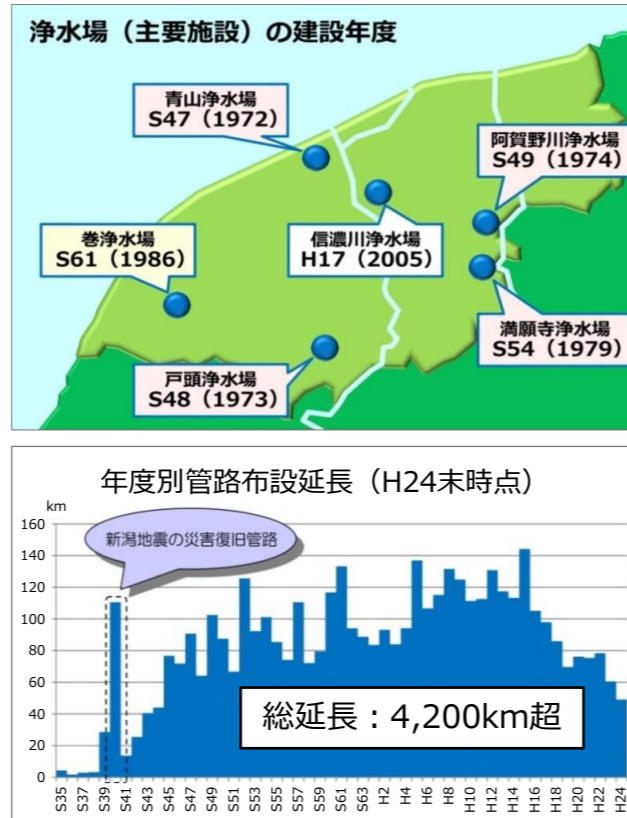 浄水場（主要施設）の建設年度
青山浄水場
S47（1972）
阿賀野川浄水場
S49（1974）
巻浄水場
S61（1986）
信濃川浄水場
H17（2005）
満願寺浄水場
S54（1979）
戸頭浄水場
S48（1973）
年度別管路布設延長（H24末時点）
km
新潟地震の災害復旧管路
160
140
120
100
80
60
40
20
0
総延長：4,200km超
S35
S37
S39
S41
S43
S45
S47
S49
S51
S53
S55
S57
S59
S61
S63
H2
H4
H6
H8
H10
H12
H14
H16
H18
H20
H22
H24